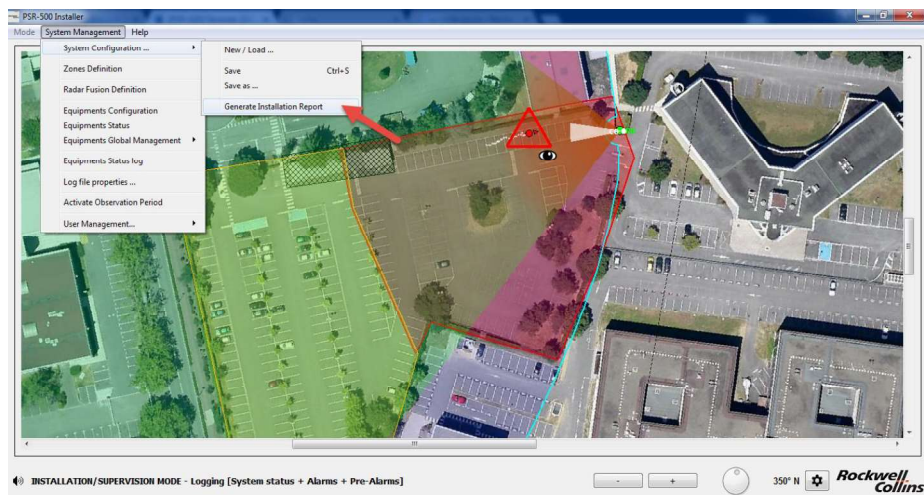 PSR-500 Installer
Mode System Management Help
System Configuration ...
Zones Definition
Radar Fusion Definition
Equipments Configuration
Equipments Status
Equipments Global Management
Equipments Status log
Log file properties ...
Activate Observation Period
User Management...
New / Load ...
Save Ctrl+S
Save as ...
Generate Installation Report
INSTALLATION/SUPERVISION MODE - Logging [System status + Alarms + Pre-Alarms]
- +
350° N
Rockwell
Collins